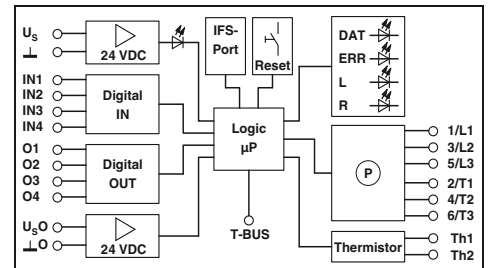 U_S
⊥
24 VDC
IFS-
Port
Reset
DAT
ERR
L
R
IN1
IN2
IN3
IN4
Digital
IN
Logic
µP
O1
O2
O3
O4
Digital
OUT
P
1/L1
3/L2
5/L3
2/T1
4/T2
6/T3
U_SO
⊥O
24 VDC
T-BUS
Thermistor
Th1
Th2